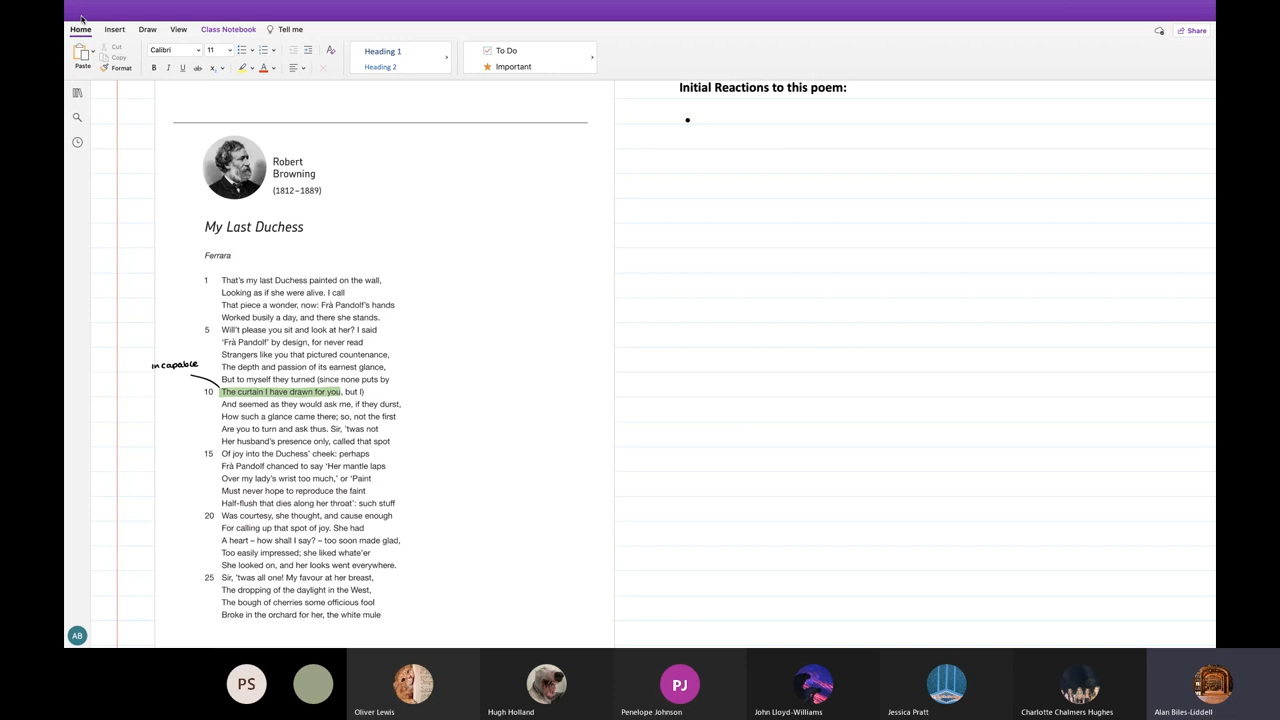 Home Insert Draw View Class Notebook Tell me
Share
Paste
Cut
Copy
Format
Calibri 11
B I U ab x A
Heading 1
Heading 2
To Do
Important
Initial Reactions to this poem:
•
Robert
Browning
(1812–1889)
My Last Duchess
Ferrara
1 That's my last Duchess painted on the wall,
Looking as if she were alive. I call
That piece a wonder, now: Frà Pandolf's hands
Worked busily a day, and there she stands.
5 Will't please you sit and look at her? I said
'Frà Pandolf' by design, for never read
Strangers like you that pictured countenance,
The depth and passion of its earnest glance,
But to myself they turned (since none puts by
incapable
10 The curtain I have drawn for you, but I)
And seemed as they would ask me, if they durst,
How such a glance came there; so, not the first
Are you to turn and ask thus. Sir, 'twas not
Her husband's presence only, called that spot
15 Of joy into the Duchess' cheek: perhaps
Frà Pandolf chanced to say 'Her mantle laps
Over my lady's wrist too much,' or 'Paint
Must never hope to reproduce the faint
Half-flush that dies along her throat': such stuff
20 Was courtesy, she thought, and cause enough
For calling up that spot of joy. She had
A heart – how shall I say? – too soon made glad,
Too easily impressed; she liked whate'er
She looked on, and her looks went everywhere.
25 Sir, 'twas all one! My favour at her breast,
The dropping of the daylight in the West,
The bough of cherries some officious fool
Broke in the orchard for her, the white mule
AB
PS
PJ
Oliver Lewis
Hugh Holland
Penelope Johnson
John Lloyd-Williams
Jessica Pratt
Charlotte Chalmers Hughes
Alan Biles-Liddell